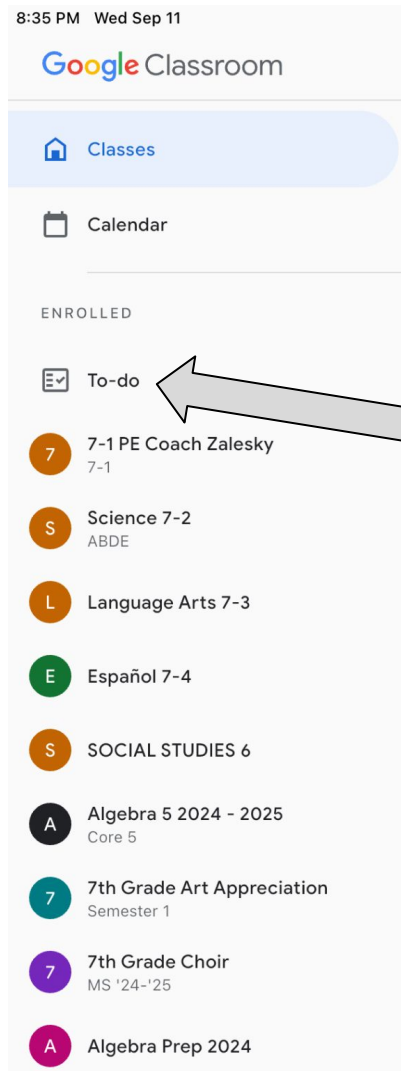 8:35 PM Wed Sep 11
Google Classroom
Classes
Calendar
ENROLLED
To-do
7
7-1 PE Coach Zalesky
7-1
S
Science 7-2
ABDE
L
Language Arts 7-3
E
Español 7-4
S
SOCIAL STUDIES 6
A
Algebra 5 2024 - 2025
Core 5
7
7th Grade Art Appreciation
Semester 1
7
7th Grade Choir
MS '24-'25
A
Algebra Prep 2024